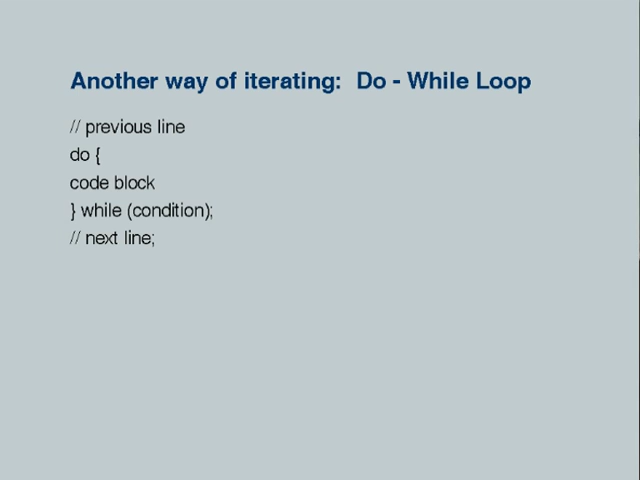 Another way of iterating: Do - While Loop
// previous line
do {
code block
} while (condition);
// next line;